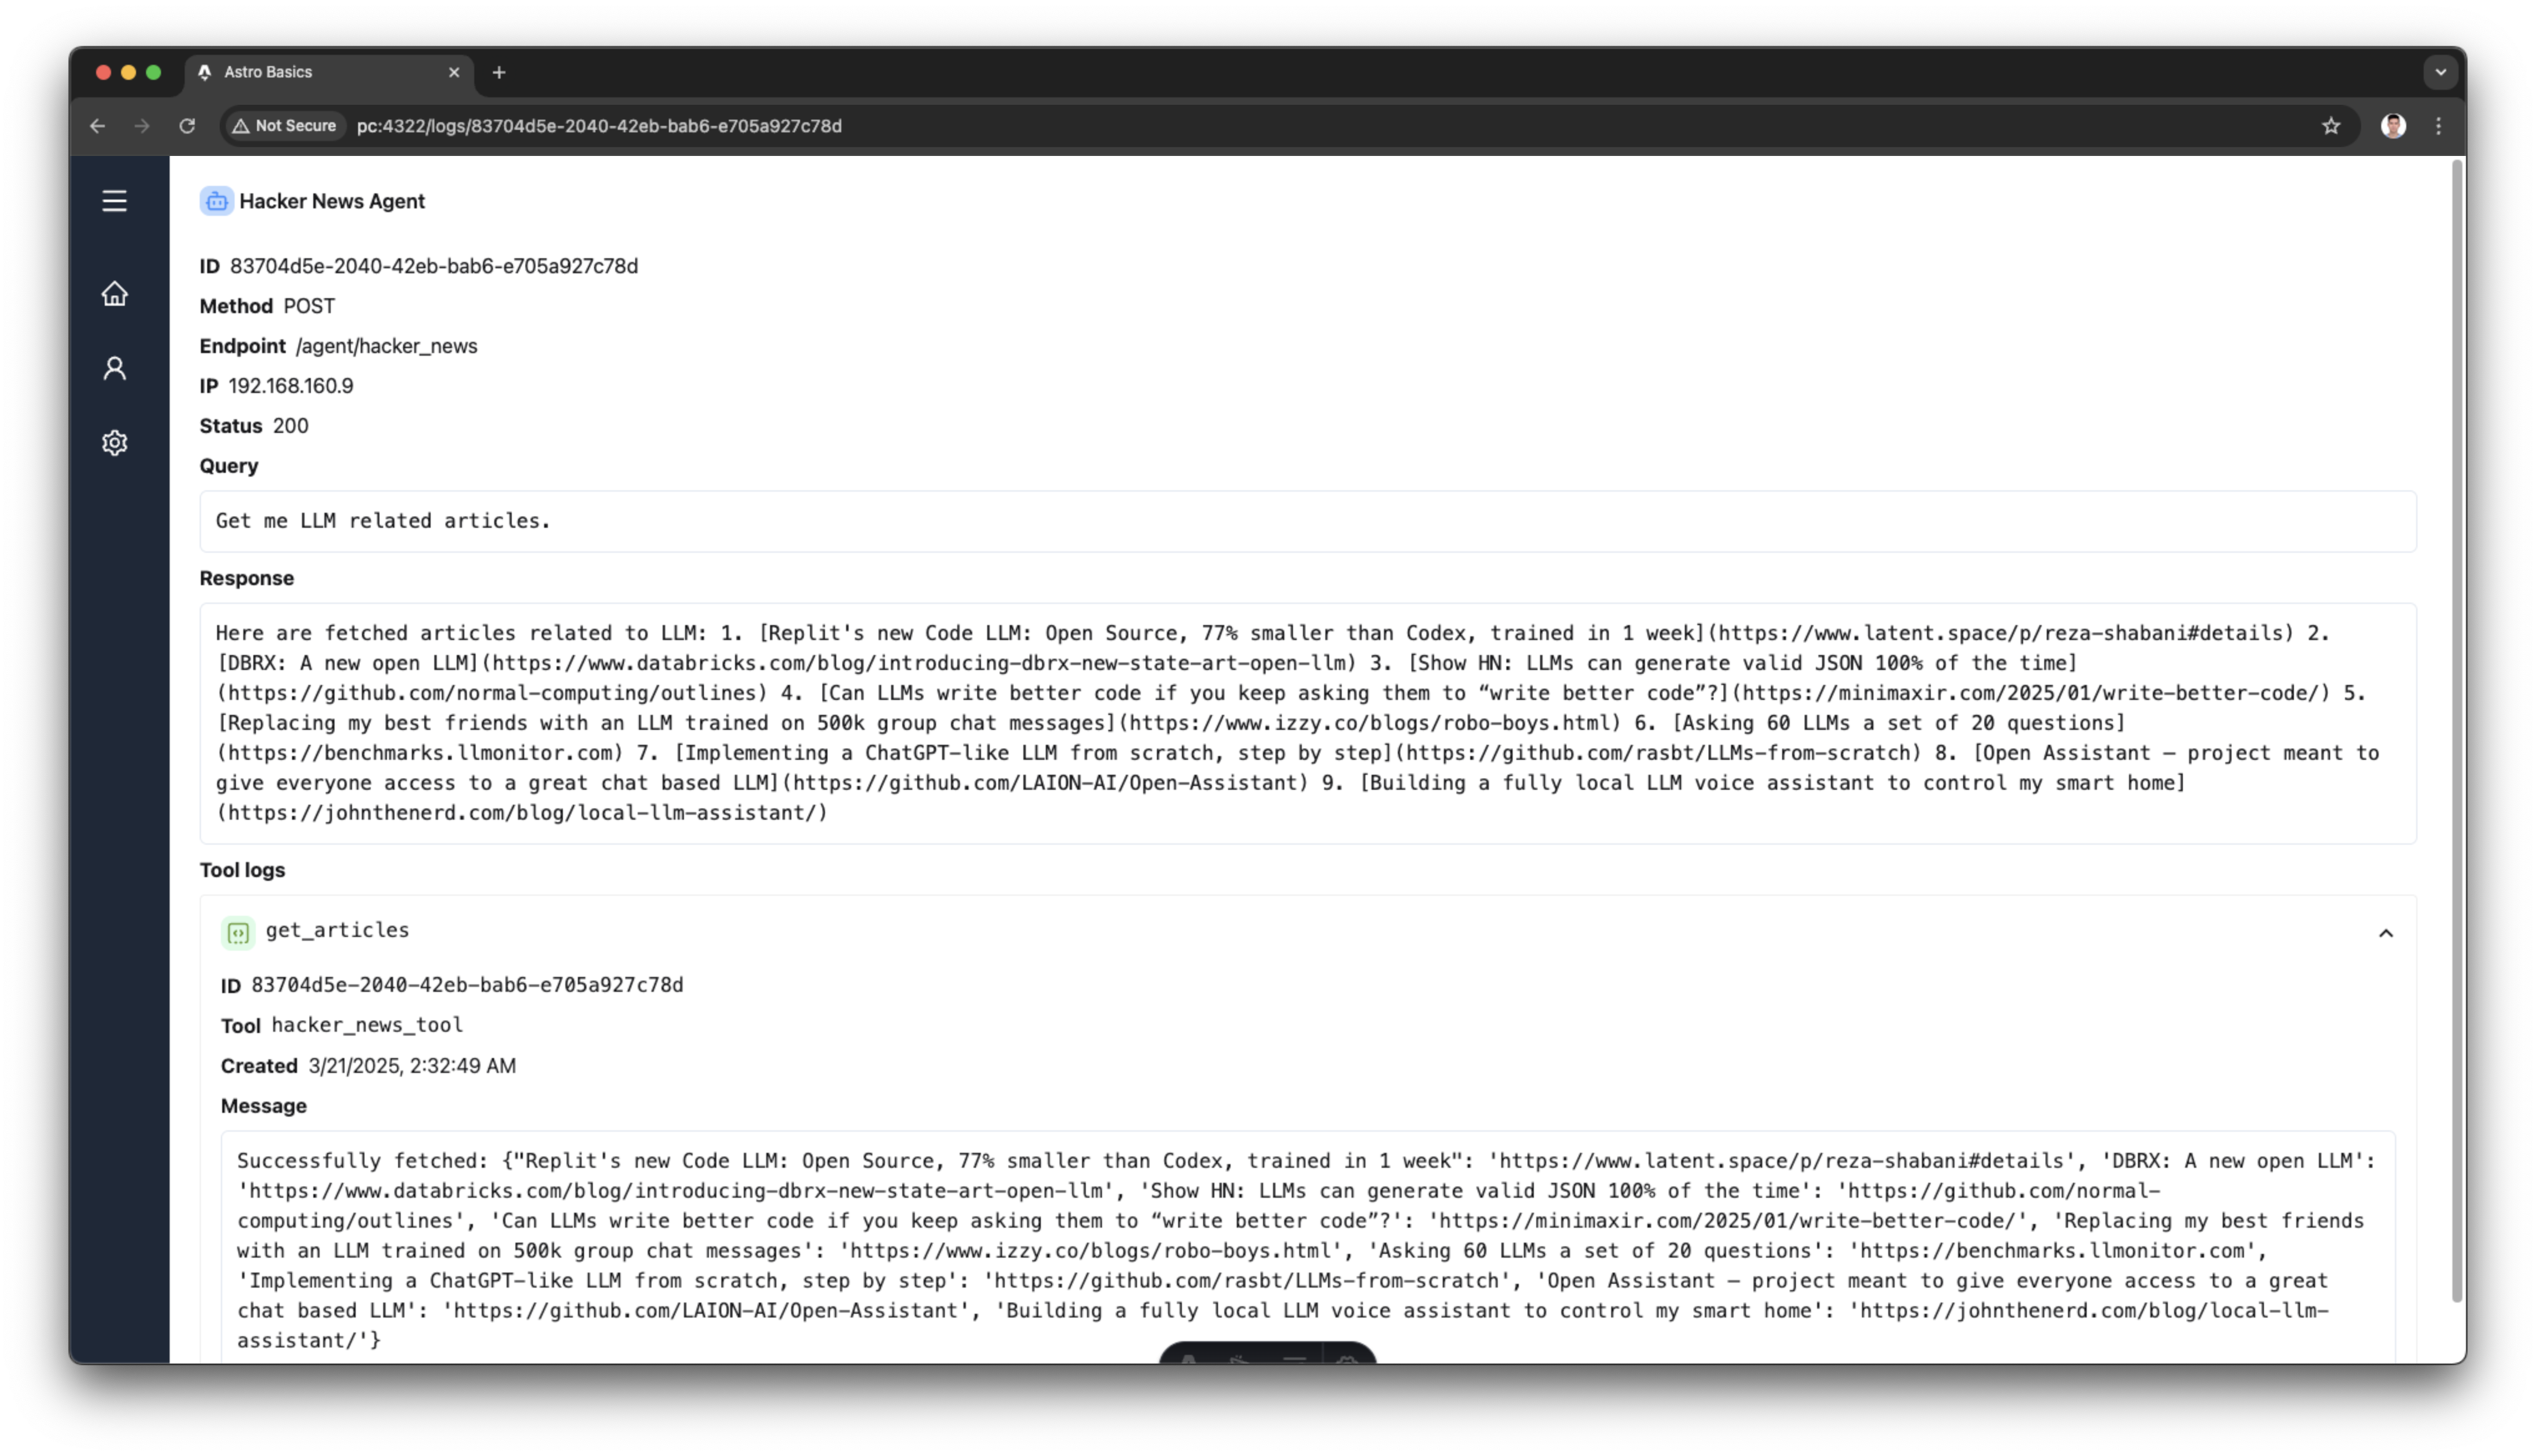 Astro Basics
Not Secure pc:4322/logs/83704d5e-2040-42eb-bab6-e705a927c78d
Hacker News Agent
ID 83704d5e-2040-42eb-bab6-e705a927c78d
Method POST
Endpoint /agent/hacker_news
IP 192.168.160.9
Status 200
Query
Get me LLM related articles.
Response
Here are fetched articles related to LLM: 1. [Replit's new Code LLM: Open Source, 77% smaller than Codex, trained in 1 week](https://www.latent.space/p/reza-shabani#details) 2.
[DBRX: A new open LLM](https://www.databricks.com/blog/introducing-dbrx-new-state-art-open-llm) 3. [Show HN: LLMs can generate valid JSON 100% of the time]
(https://github.com/normal-computing/outlines) 4. [Can LLMs write better code if you keep asking them to “write better code”?](https://minimaxir.com/2025/01/write-better-code/) 5.
[Replacing my best friends with an LLM trained on 500k group chat messages](https://www.izzy.co/blogs/robo-boys.html) 6. [Asking 60 LLMs a set of 20 questions]
(https://benchmarks.llmonitor.com) 7. [Implementing a ChatGPT-like LLM from scratch, step by step](https://github.com/rasbt/LLMs-from-scratch) 8. [Open Assistant – project meant to
give everyone access to a great chat based LLM](https://github.com/LAION-AI/Open-Assistant) 9. [Building a fully local LLM voice assistant to control my smart home]
(https://johnthenerd.com/blog/local-llm-assistant/)
Tool logs
get_articles
ID 83704d5e-2040-42eb-bab6-e705a927c78d
Tool hacker_news_tool
Created 3/21/2025, 2:32:49 AM
Message
Successfully fetched: {"Replit's new Code LLM: Open Source, 77% smaller than Codex, trained in 1 week": 'https://www.latent.space/p/reza-shabani#details', 'DBRX: A new open LLM':
'https://www.databricks.com/blog/introducing-dbrx-new-state-art-open-llm', 'Show HN: LLMs can generate valid JSON 100% of the time': 'https://github.com/normal-
computing/outlines', 'Can LLMs write better code if you keep asking them to “write better code”?': 'https://minimaxir.com/2025/01/write-better-code/', 'Replacing my best friends
with an LLM trained on 500k group chat messages': 'https://www.izzy.co/blogs/robo-boys.html', 'Asking 60 LLMs a set of 20 questions': 'https://benchmarks.llmonitor.com',
'Implementing a ChatGPT-like LLM from scratch, step by step': 'https://github.com/rasbt/LLMs-from-scratch', 'Open Assistant – project meant to give everyone access to a great
chat based LLM': 'https://github.com/LAION-AI/Open-Assistant', 'Building a fully local LLM voice assistant to control my smart home': 'https://johnthenerd.com/blog/local-llm-
assistant/'}